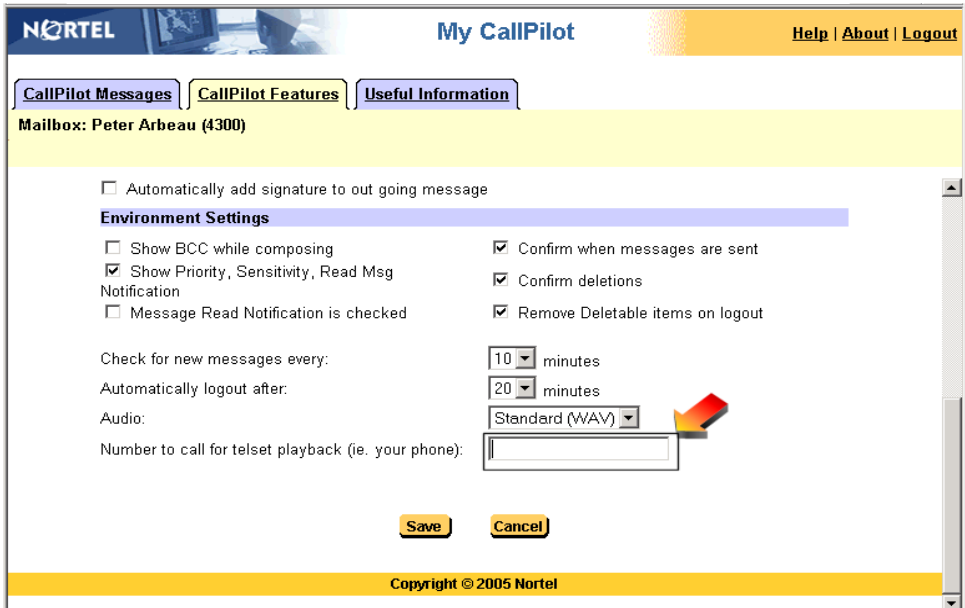 NORTEL
My CallPilot
Help | About | Logout
CallPilot Messages CallPilot Features Useful Information
Mailbox: Peter Arbeau (4300)
Automatically add signature to out going message
Environment Settings
Show BCC while composing
Confirm when messages are sent
Show Priority, Sensitivity, Read Msg
Notification
Confirm deletions
Message Read Notification is checked
Remove Deletable items on logout
Check for new messages every: 10 minutes
Automatically logout after: 20 minutes
Audio: Standard (WAV)
Number to call for telset playback (ie. your phone):
Save Cancel
Copyright © 2005 Nortel